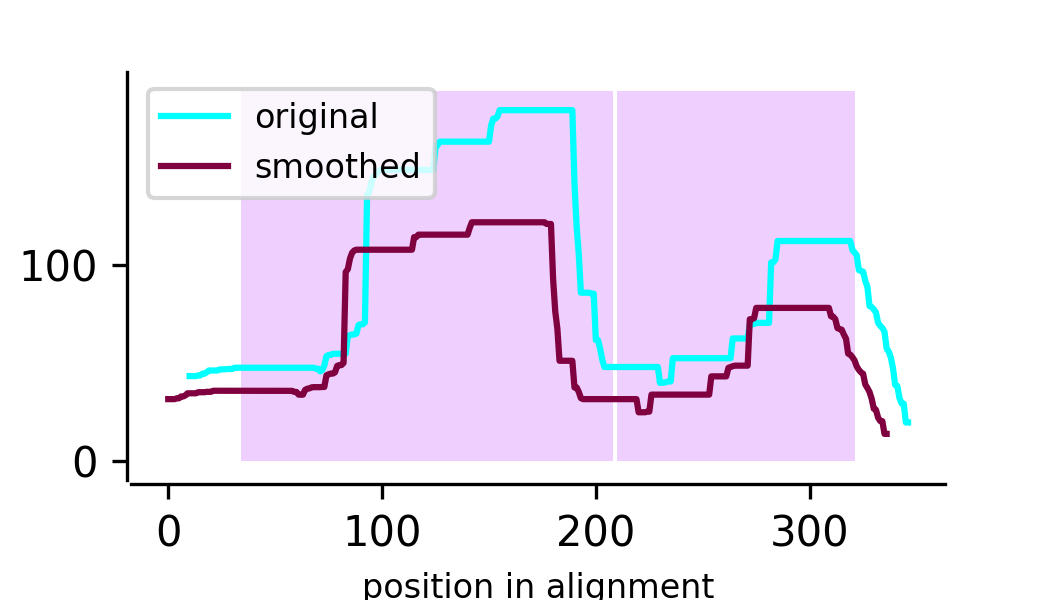 original
smoothed
100
0
0 100 200 300
position in alignment